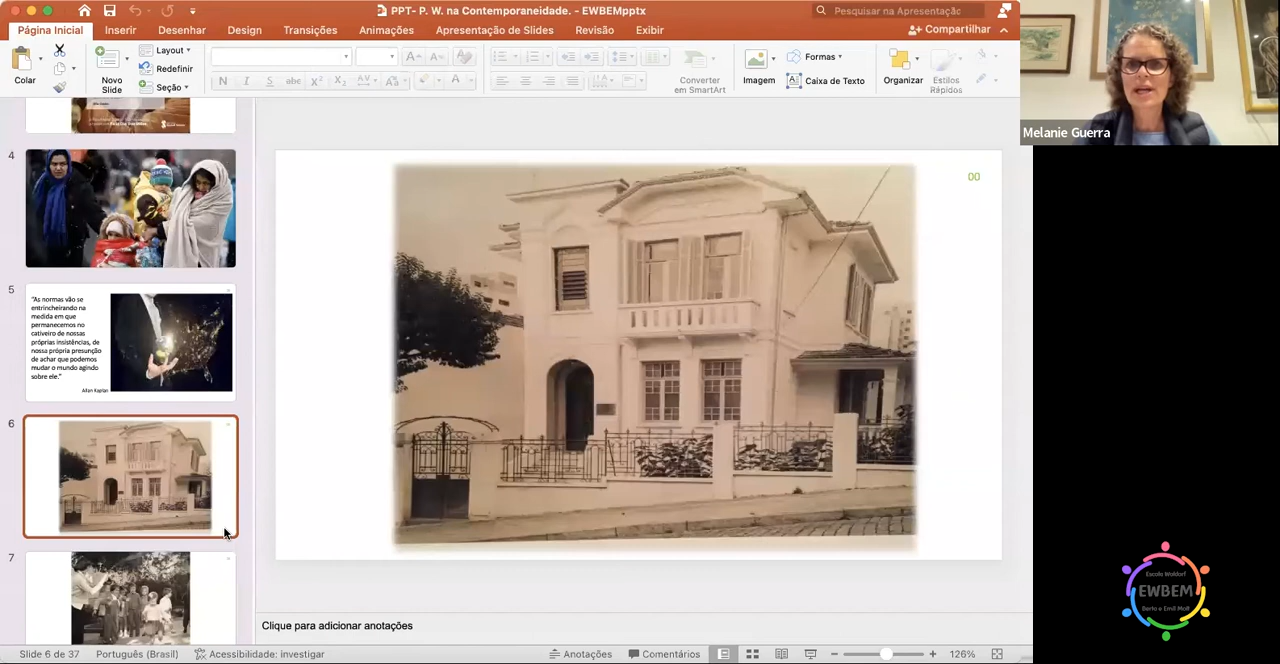 PPT- P. W. na Contemporaneidade. - EWBEMpptx
Pesquisar na Apresentação
Página Inicial
Inserir
Desenhar
Design
Transições
Animações
Apresentação de Slides
Revisão
Exibir
Compartilhar
Colar
Novo
Slide
Layout
Redefinir
Seção
N
I
S
abc
X²
X₂
AV
Aa
A
Converter
em SmartArt
Imagem
Formas
Caixa de Texto
Organizar
Estilos
Rápidos
Melanie Guerra
4
5
"As normas vão se
entrincheirando na
medida em que
permanecemos no
cativeiro de nossas
próprias insistências, de
nossa própria presunção
de achar que podemos
mudar o mundo agindo
sobre ele."
Allan Kaplan
6
7
00
Clique para adicionar anotações
Slide 6 de 37
Português (Brasil)
Acessibilidade: investigar
Anotações
Comentários
126%
Escola Waldorf
EWBEM
Berta e Emil Molt